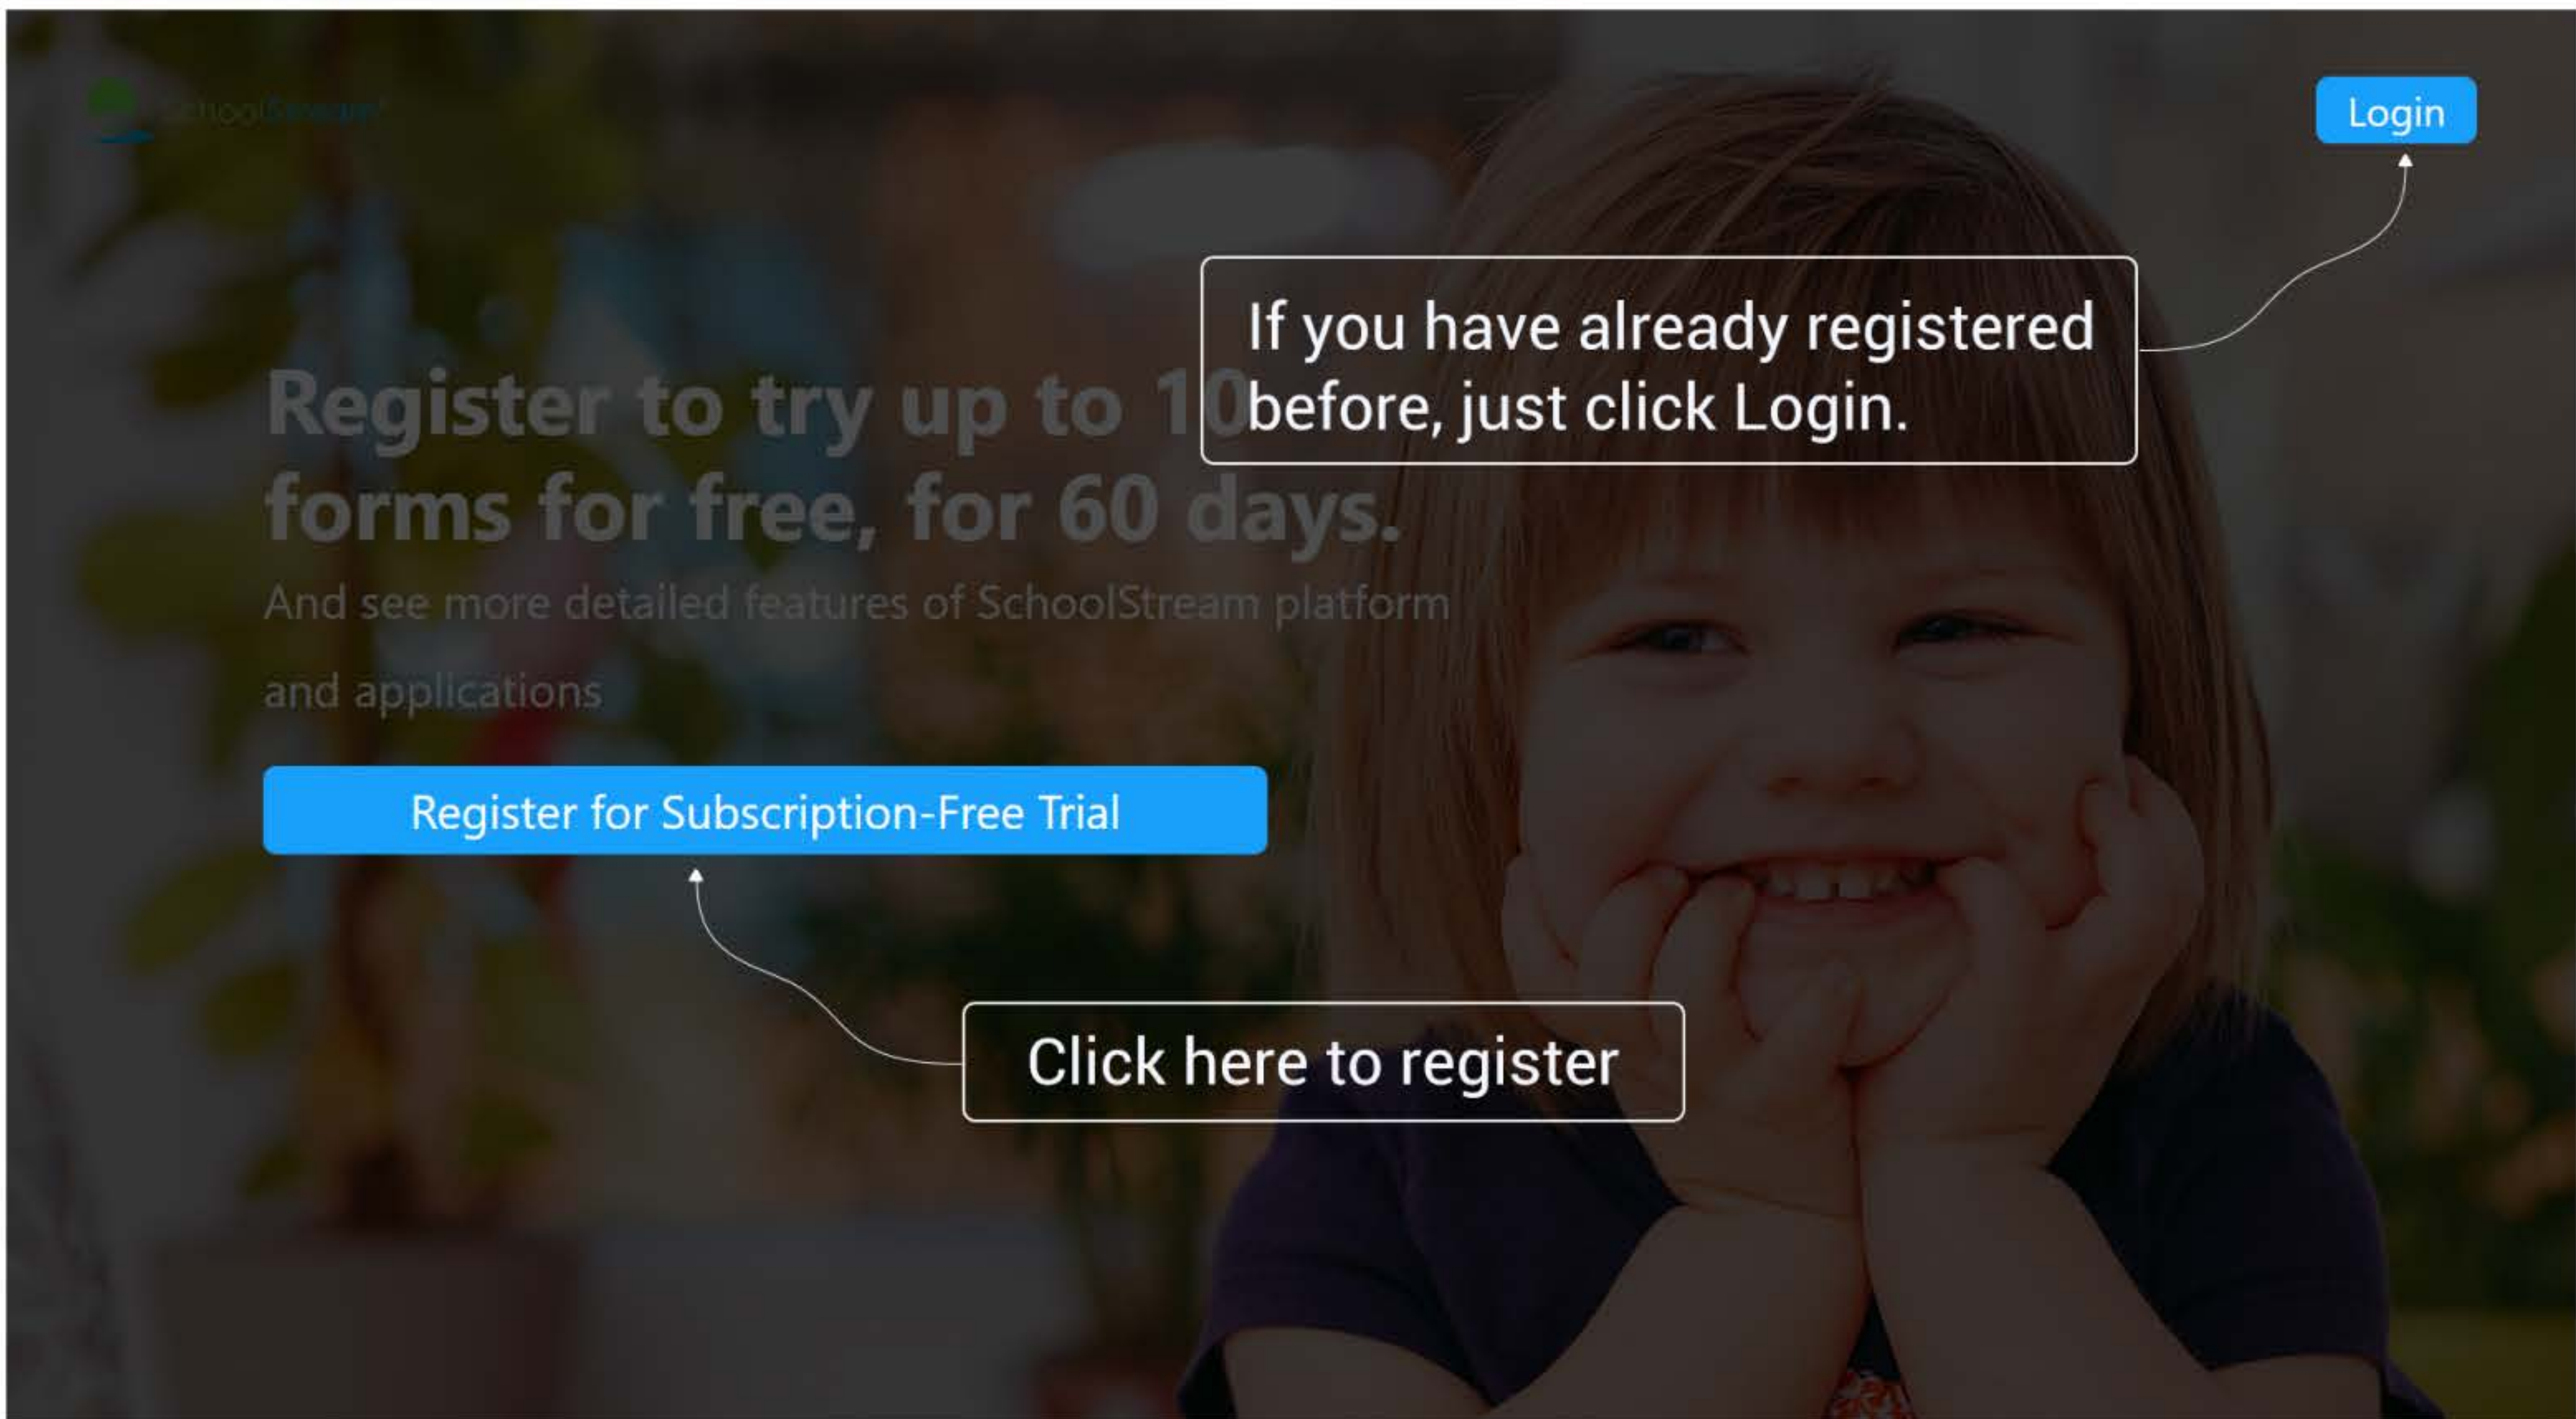 SchoolStream
Login
If you have already registered
before, just click Login.
Register to try up to 10
forms for free, for 60 days.
And see more detailed features of SchoolStream platform
and applications
Register for Subscription-Free Trial
Click here to register